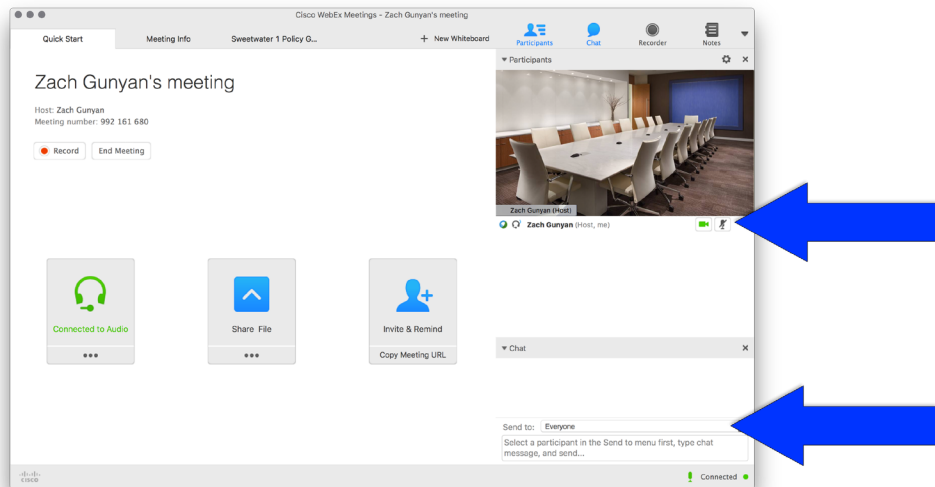 Cisco WebEx Meetings - Zach Gunyan's meeting
Quick Start
Meeting Info
Sweetwater 1 Policy G...
+ New Whiteboard
Participants
Chat
Recorder
Notes
Participants
Zach Gunyan's meeting
Host: Zach Gunyan
Meeting number: 992 161 680
Record
End Meeting
Zach Gunyan (Host)
Zach Gunyan (Host, me)
Connected to Audio
Share File
Invite & Remind
Copy Meeting URL
Chat
Send to: Everyone
Select a participant in the Send to menu first, type chat
message, and send...
CISCO
Connected